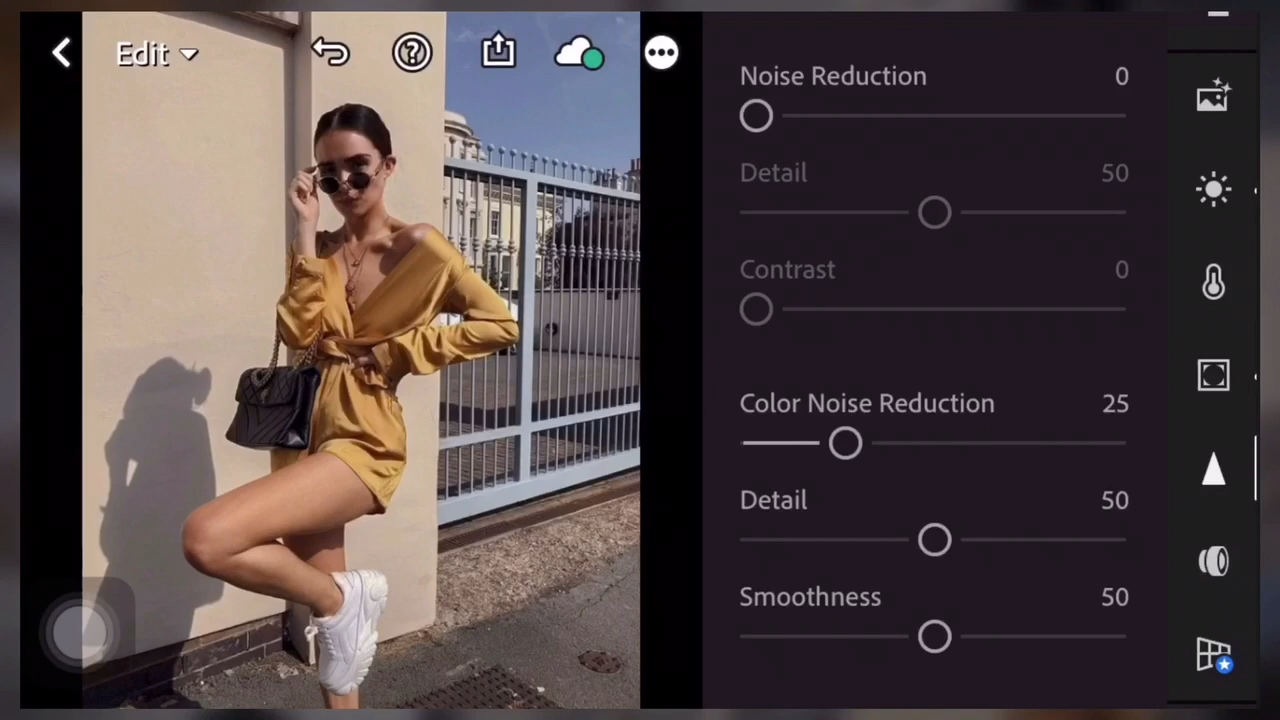 Edit
Noise Reduction 0
Detail 50
Contrast 0
Color Noise Reduction 25
Detail 50
Smoothness 50